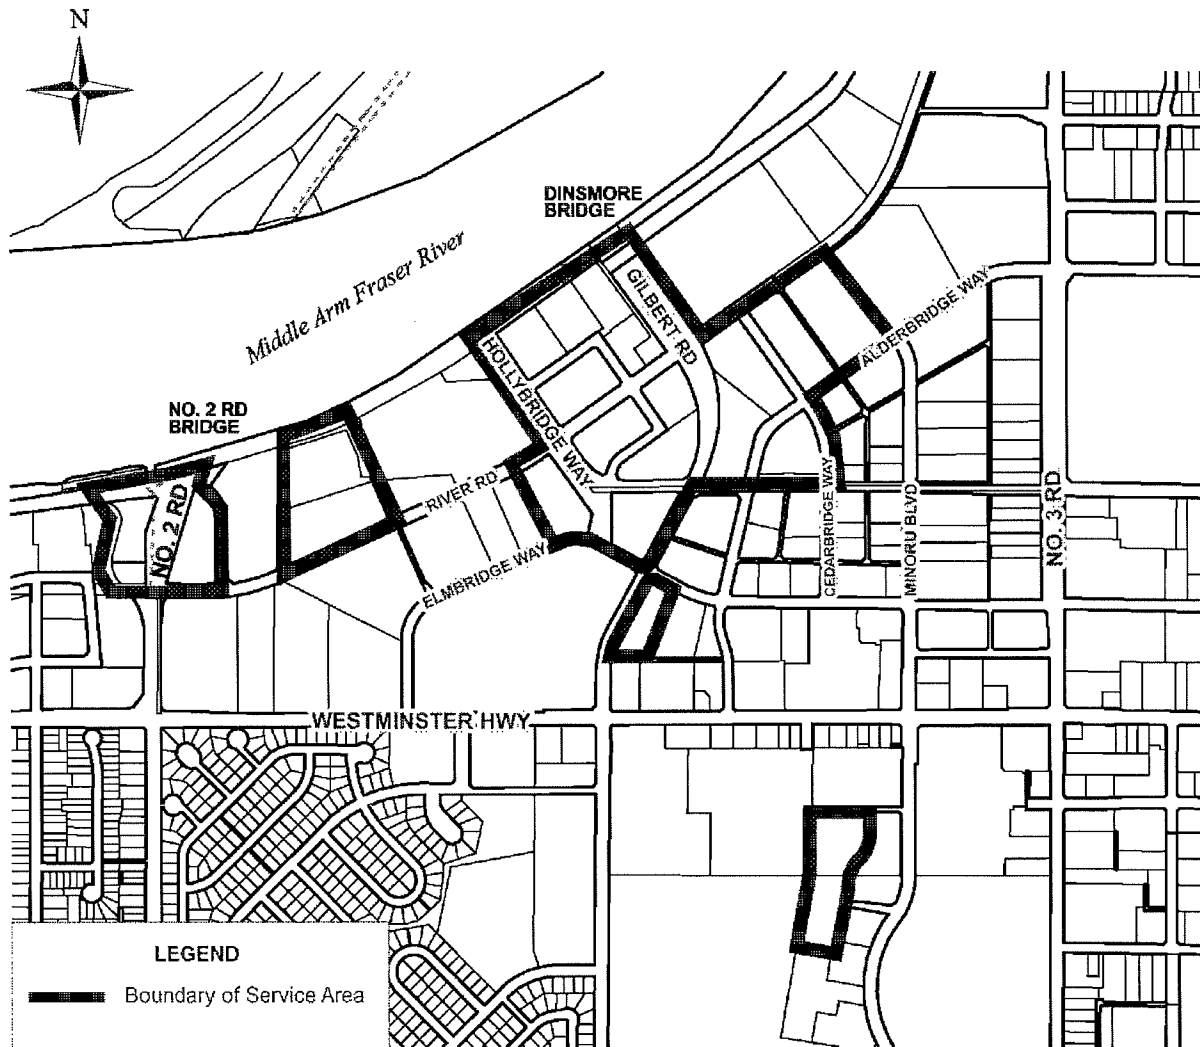 N
DINSMORE
BRIDGE
Middle Arm Fraser River
GILBERT RD
ALDERBRIDGE WAY
HOLLYBRIDGE WAY
NO. 2 RD
BRIDGE
RIVER RD
NO. 2 RD
CEDARBRIDGE WAY
MINORU BLVD
NO. 3 RD
ELMBRIDGE WAY
WESTMINSTER HWY
LEGEND
Boundary of Service Area